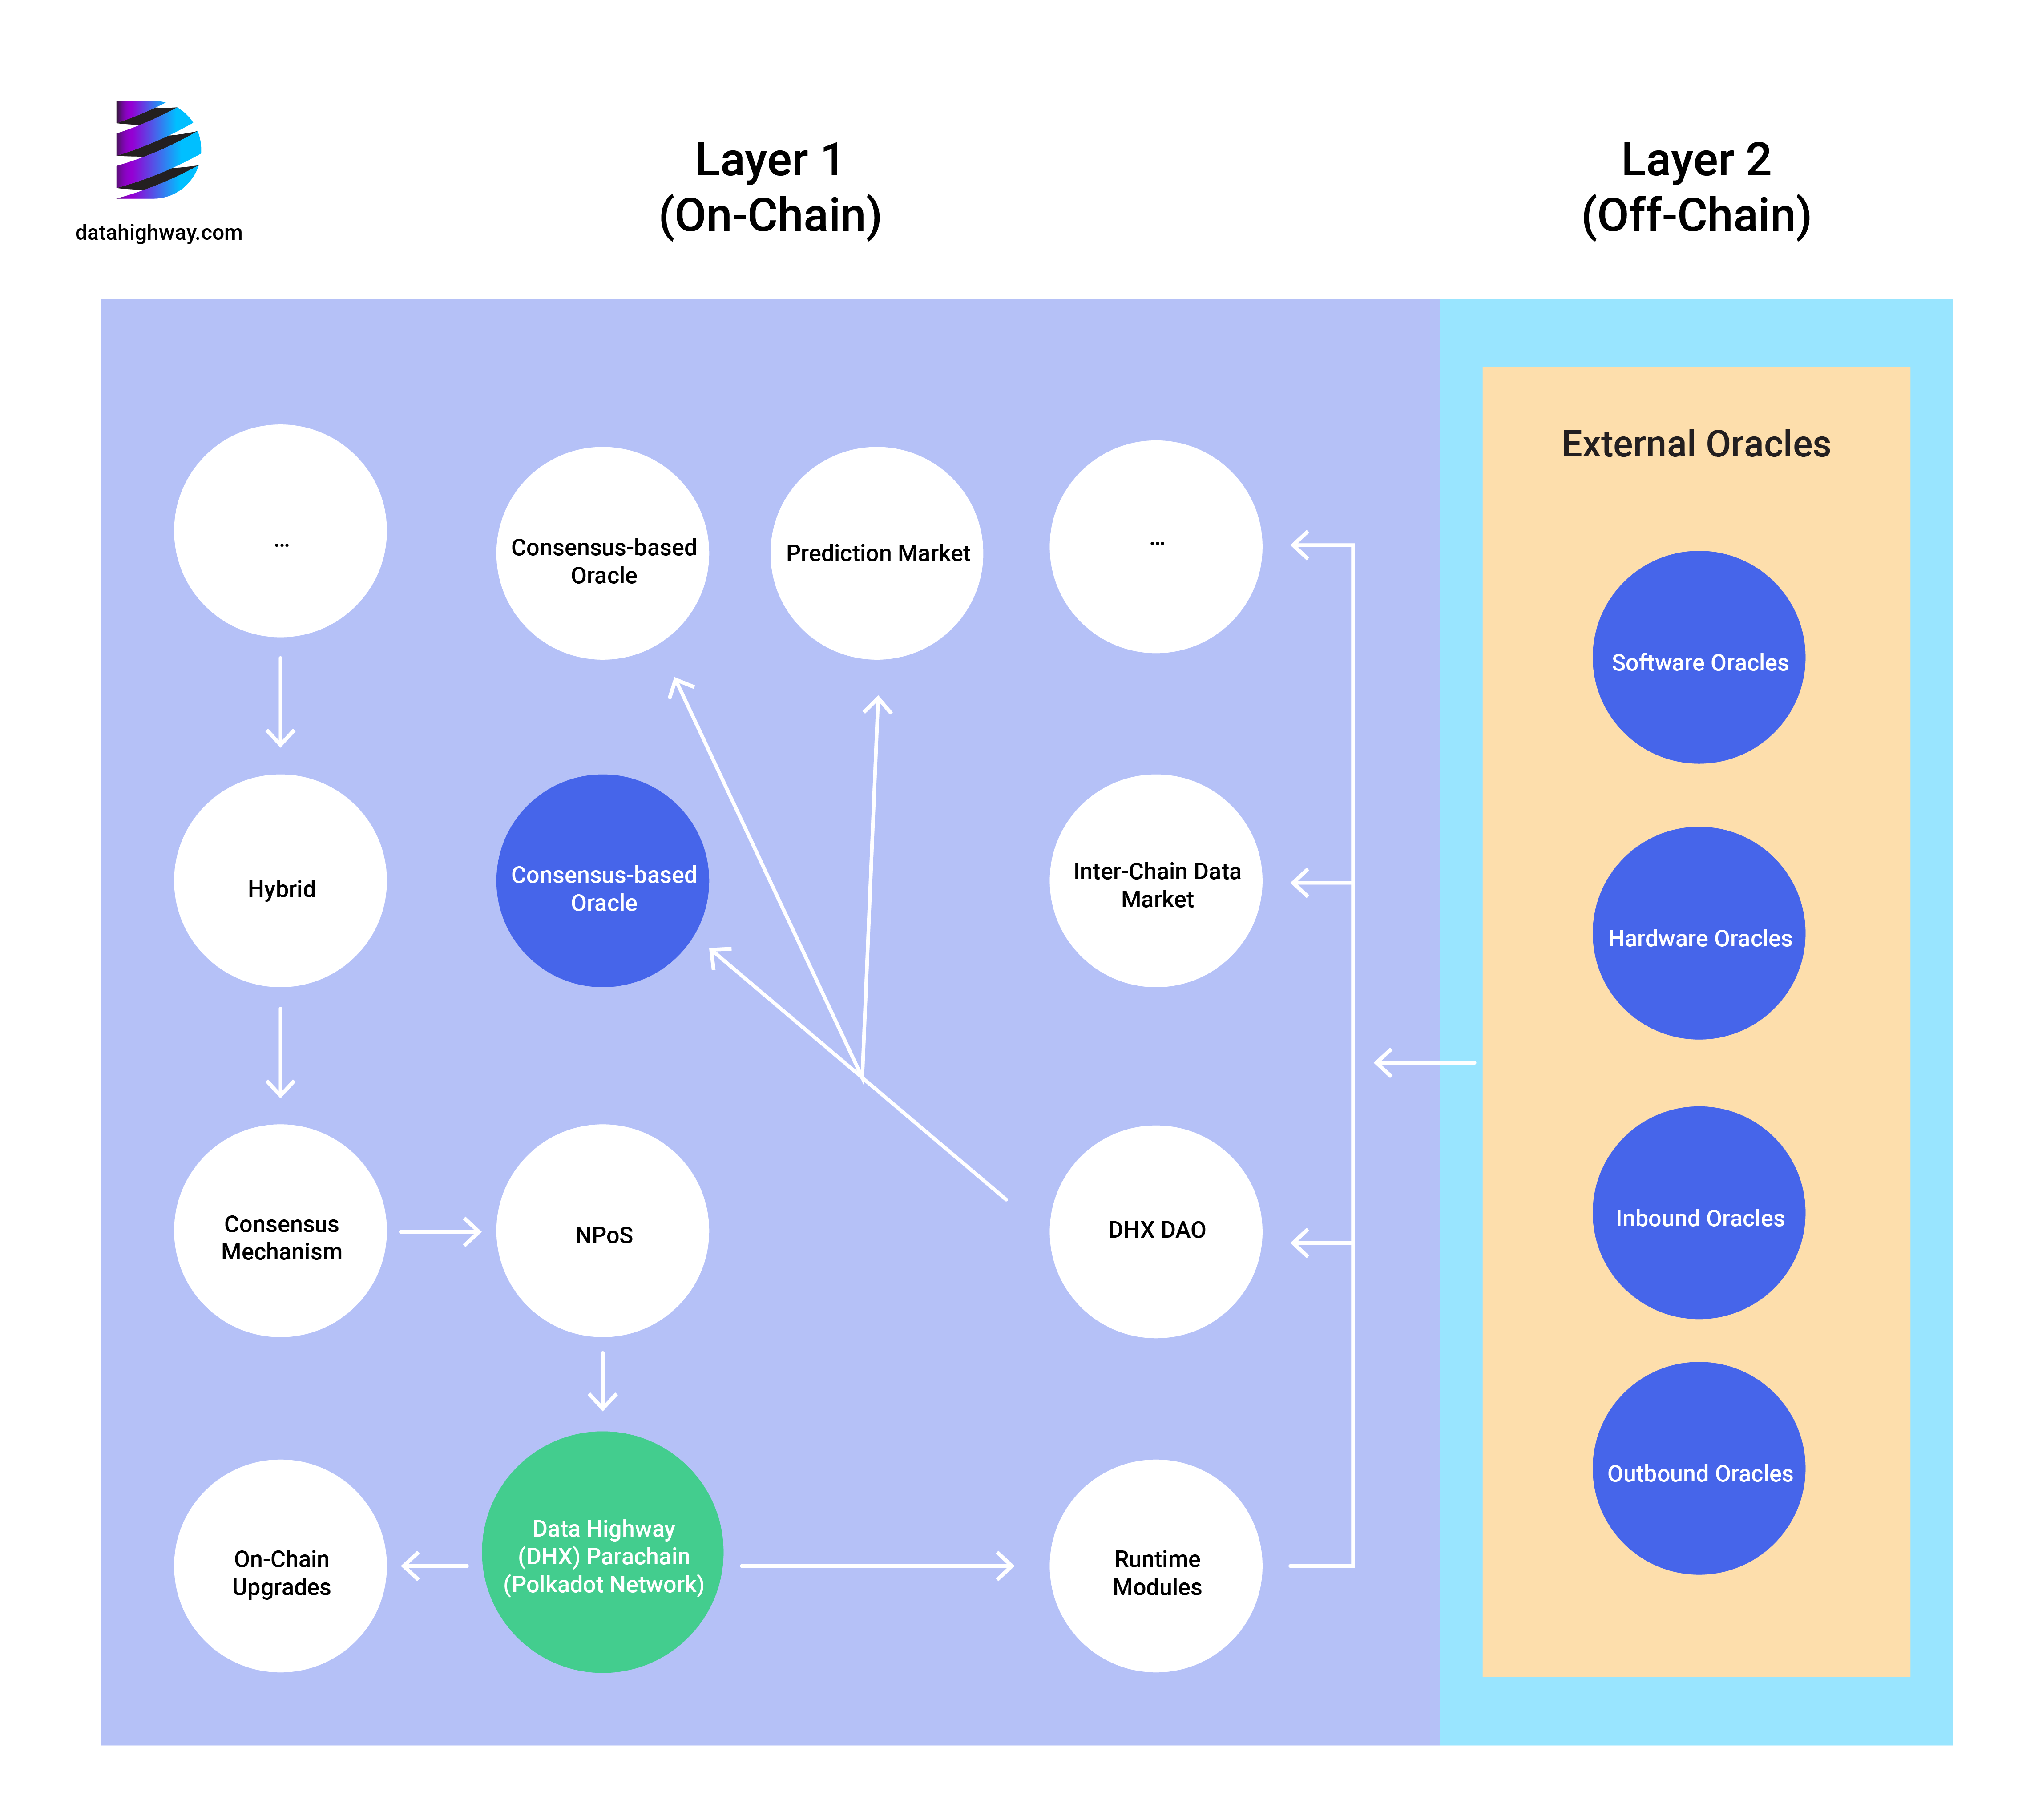 datahighway.com
Layer 1
(On-Chain)
Layer 2
(Off-Chain)
...
Consensus-based
Oracle
Prediction Market
...
External Oracles
Software Oracles
Hybrid
Consensus-based
Oracle
Inter-Chain Data
Market
Hardware Oracles
Consensus
Mechanism
NPoS
DHX DAO
Inbound Oracles
On-Chain
Upgrades
Data Highway
(DHX) Parachain
(Polkadot Network)
Runtime
Modules
Outbound Oracles